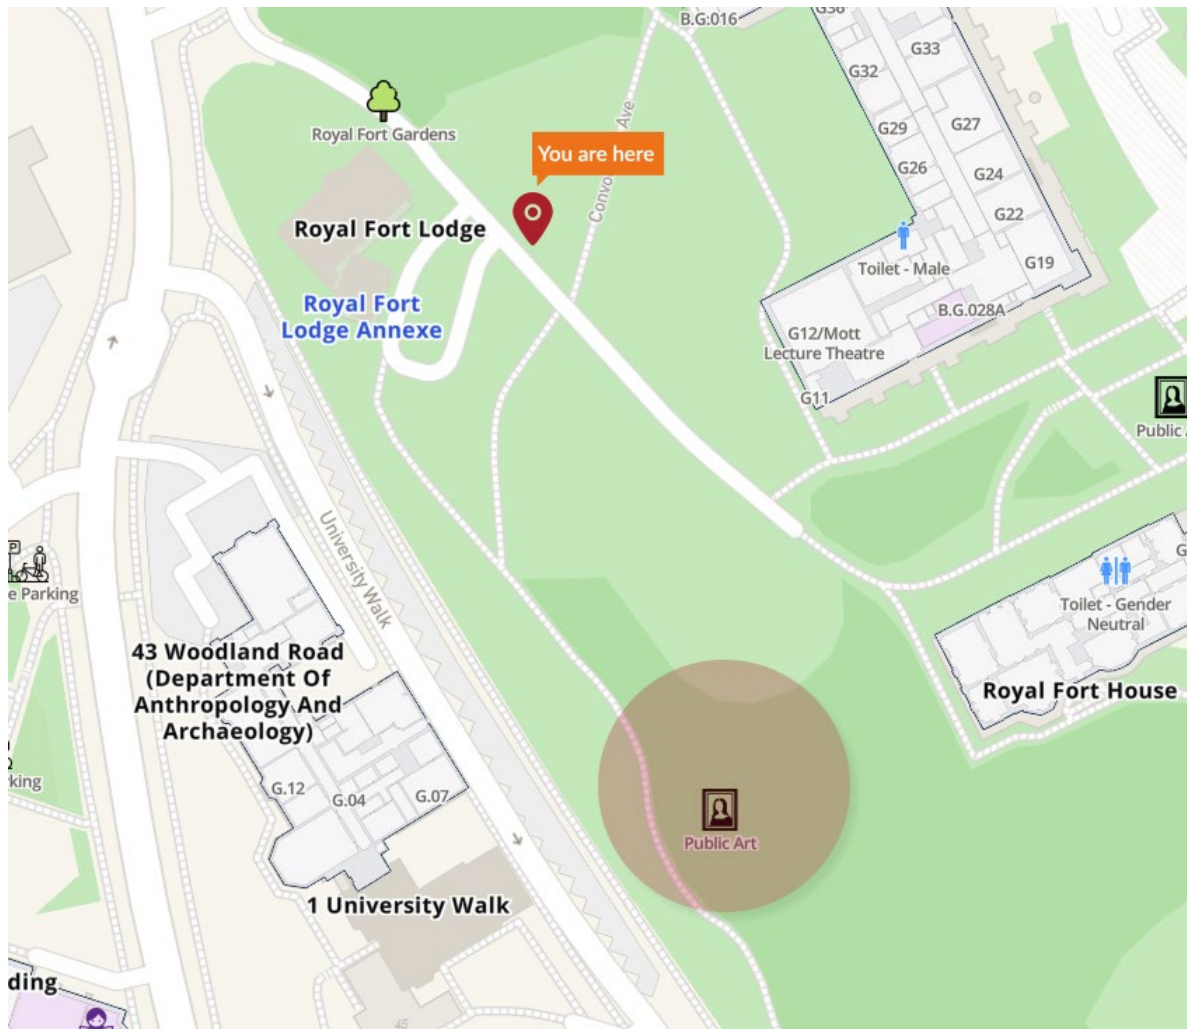 B.G:016
G33
G32
Royal Fort Gardens
You are here
Ave
G29
G27
G26
G24
Royal Fort Lodge
G22
Toilet - Male
G19
Royal Fort
Lodge Annexe
B.G.028A
G12/Mott
Lecture Theatre
G11
Public
University Walk
P
e Parking
G
Toilet - Gender
Neutral
43 Woodland Road
(Department Of
Anthropology And
Archaeology)
Royal Fort House
king
G.12
G.04
G.07
Public Art
1 University Walk
ding
45